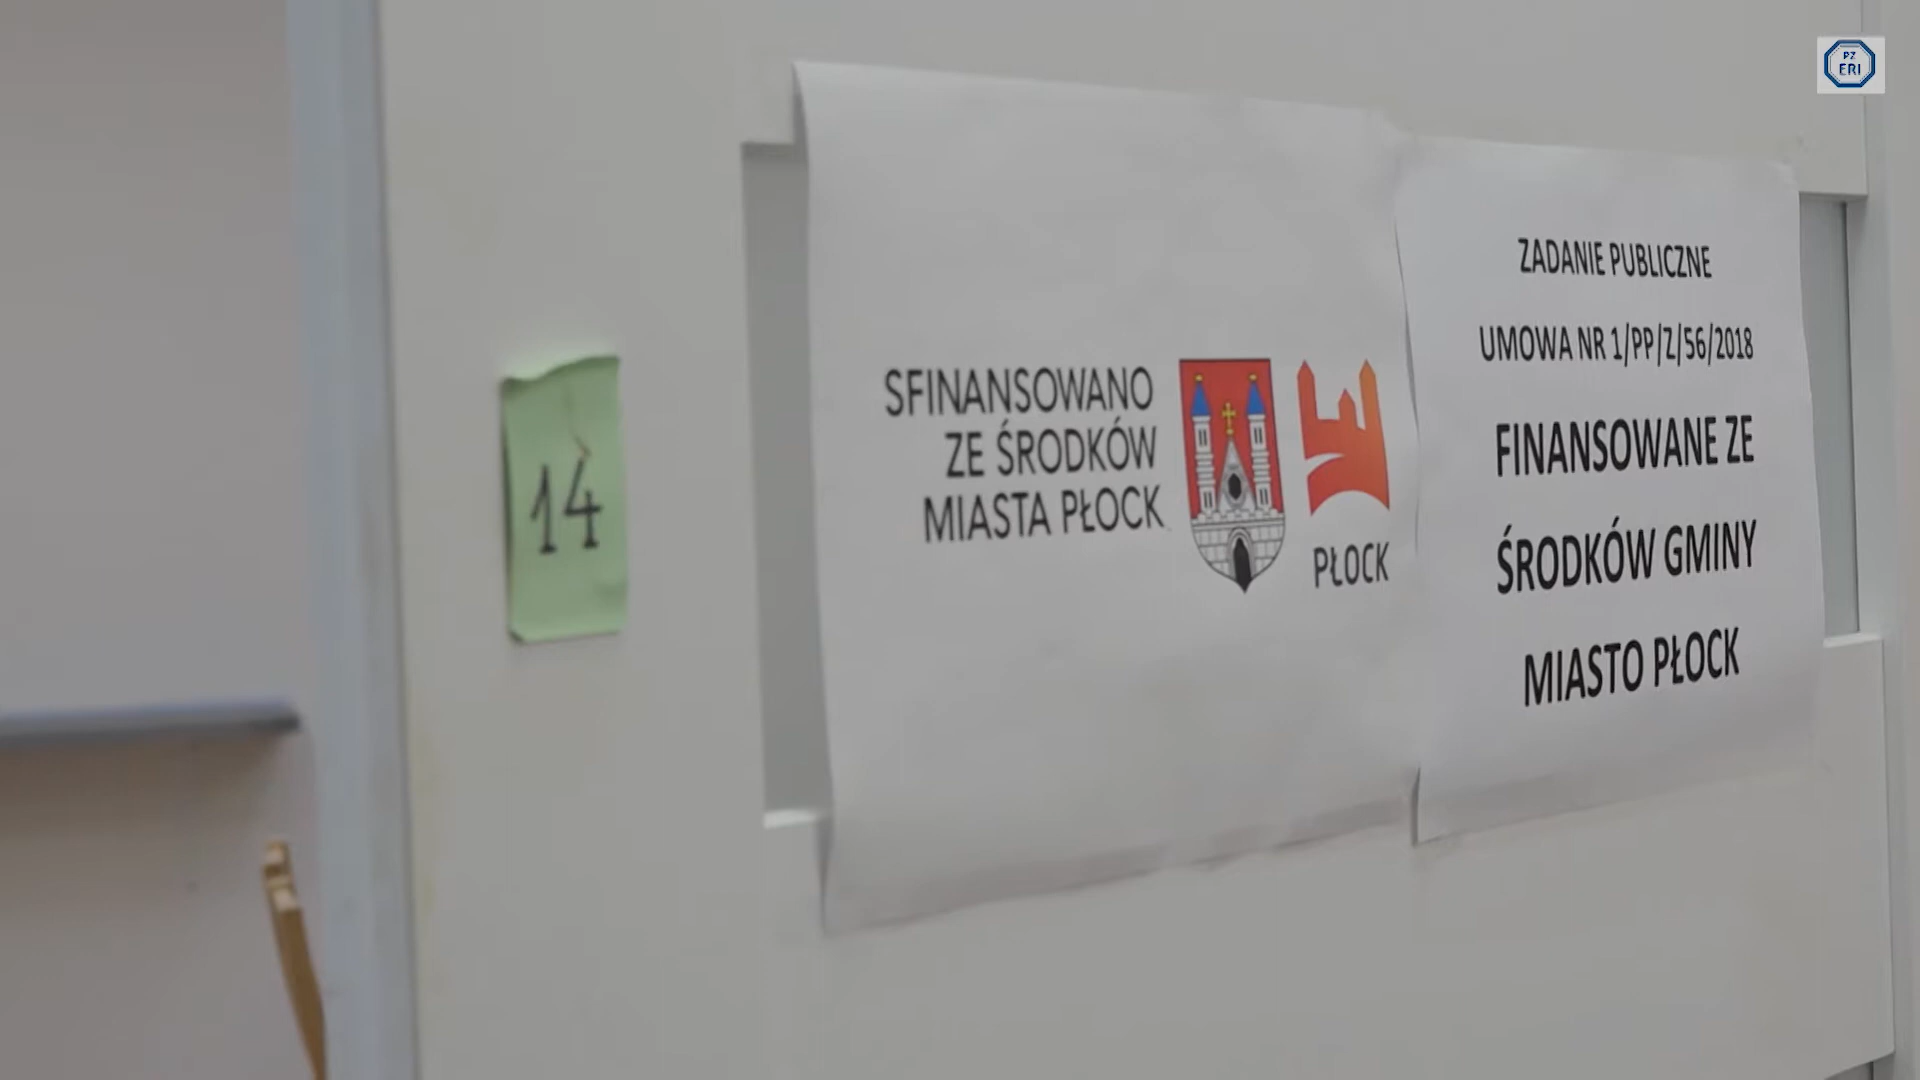 14
SFINANSOWANO
ZE ŚRODKÓW
MIASTA PŁOCK
PŁOCK
ZADANIE PUBLICZNE
UMOWA NR 1/PP/Z/56/2018
FINANSOWANE ZE
ŚRODKÓW GMINY
MIASTO PŁOCK
PZ
ERI